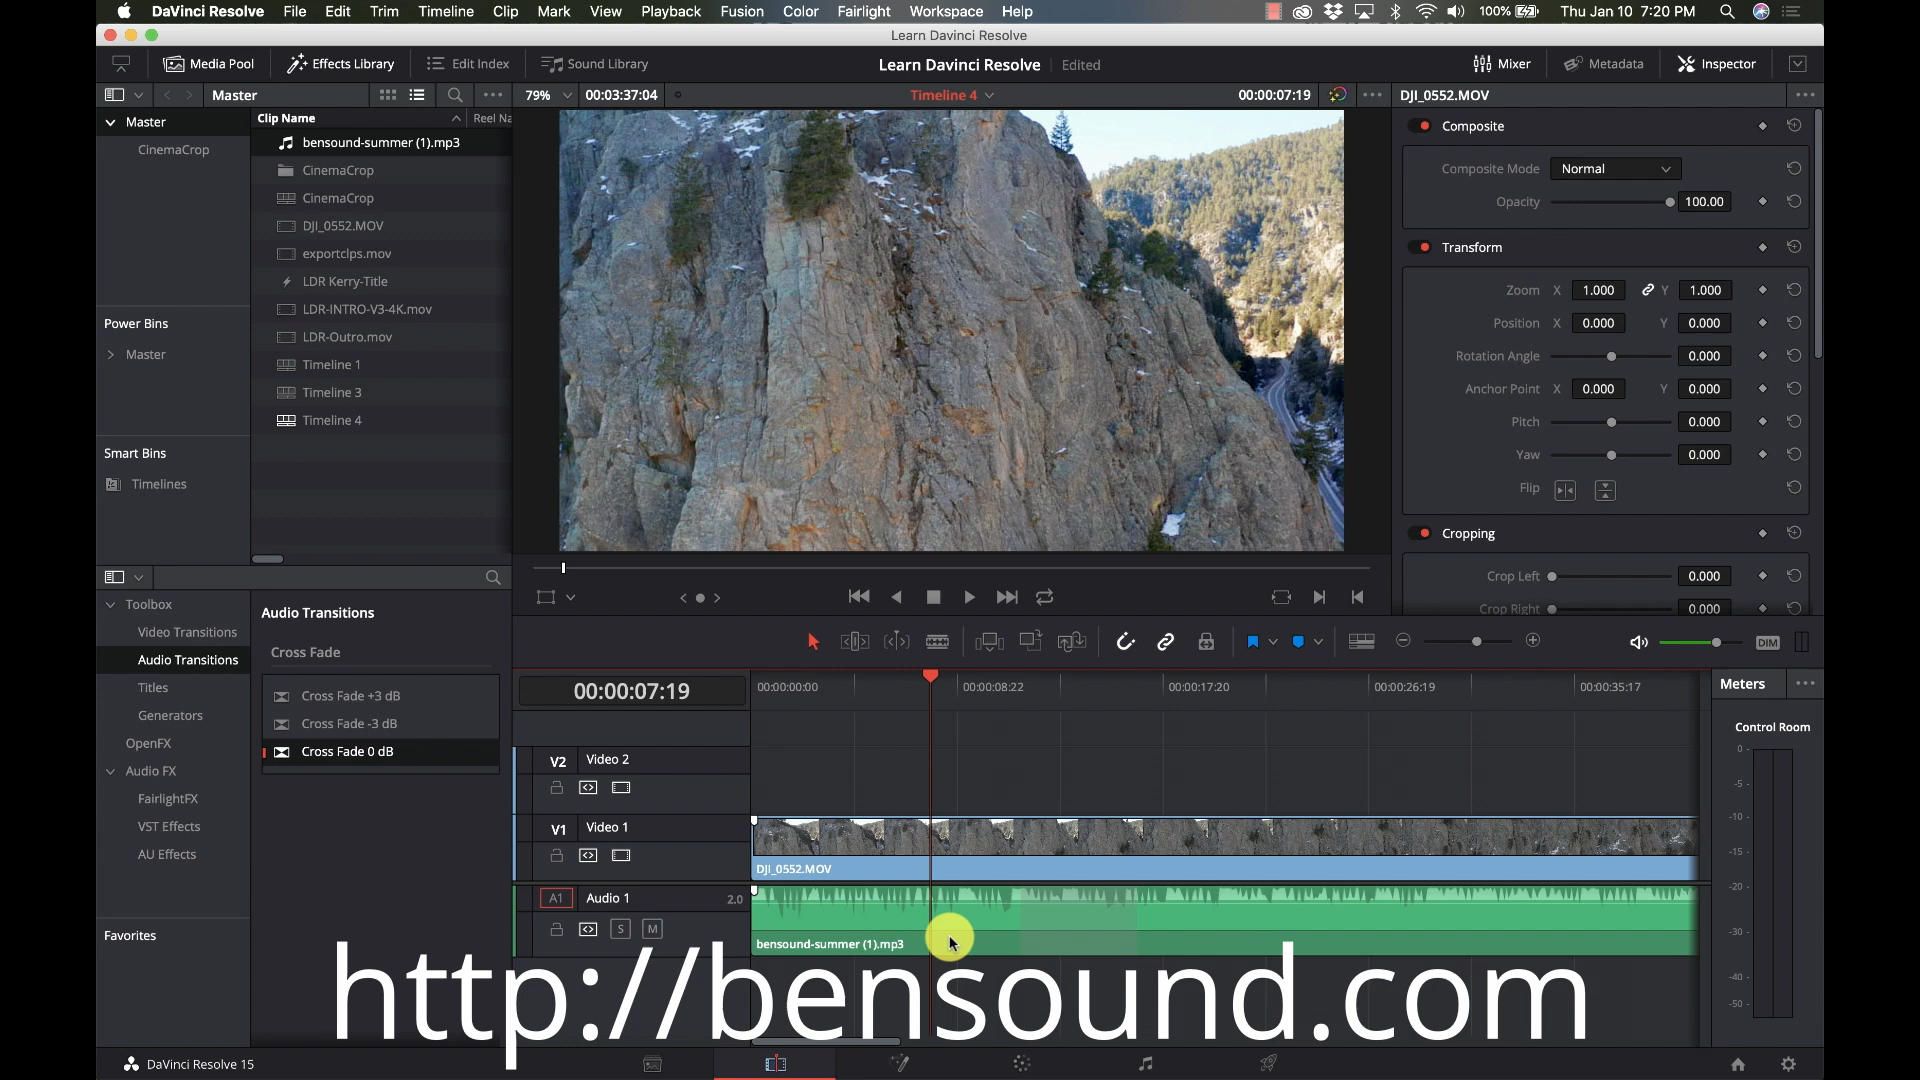 DaVinci Resolve File Edit Trim Timeline Clip Mark View Playback Fusion Color Fairlight Workspace Help 100% Thu Jan 10 7:20 PM
Learn Davinci Resolve
Media Pool Effects Library Edit Index Sound Library Learn Davinci Resolve Edited Mixer Metadata Inspector
Master 79% 00:03:37:04 Timeline 4 00:00:07:19 DJI_0552.MOV
Master
CinemaCrop
Power Bins
Master
Smart Bins
Timelines
Clip Name Reel Na
bensound-summer (1).mp3
CinemaCrop
CinemaCrop
DJI_0552.MOV
exportclps.mov
LDR Kerry-Title
LDR-INTRO-V3-4K.mov
LDR-Outro.mov
Timeline 1
Timeline 3
Timeline 4
Composite
Composite Mode Normal
Opacity 100.00
Transform
Zoom X 1.000 Y 1.000
Position X 0.000 Y 0.000
Rotation Angle 0.000
Anchor Point X 0.000 Y 0.000
Pitch 0.000
Yaw 0.000
Flip
Cropping
Crop Left 0.000
Crop Right 0.000
Toolbox
Video Transitions
Audio Transitions
Titles
Generators
OpenFX
Audio FX
FairlightFX
VST Effects
AU Effects
Favorites
Audio Transitions
Cross Fade
Cross Fade +3 dB
Cross Fade -3 dB
Cross Fade 0 dB
DIM
00:00:07:19 00:00:00:00 00:00:08:22 00:00:17:20 00:00:26:19 00:00:35:17
V2 Video 2
V1 Video 1
DJI_0552.MOV
A1 Audio 1 2.0
S M
bensound-summer (1).mp3
Meters
Control Room
0
-5
-10
-15
-20
-30
-40
-50
http://bensound.com
DaVinci Resolve 15